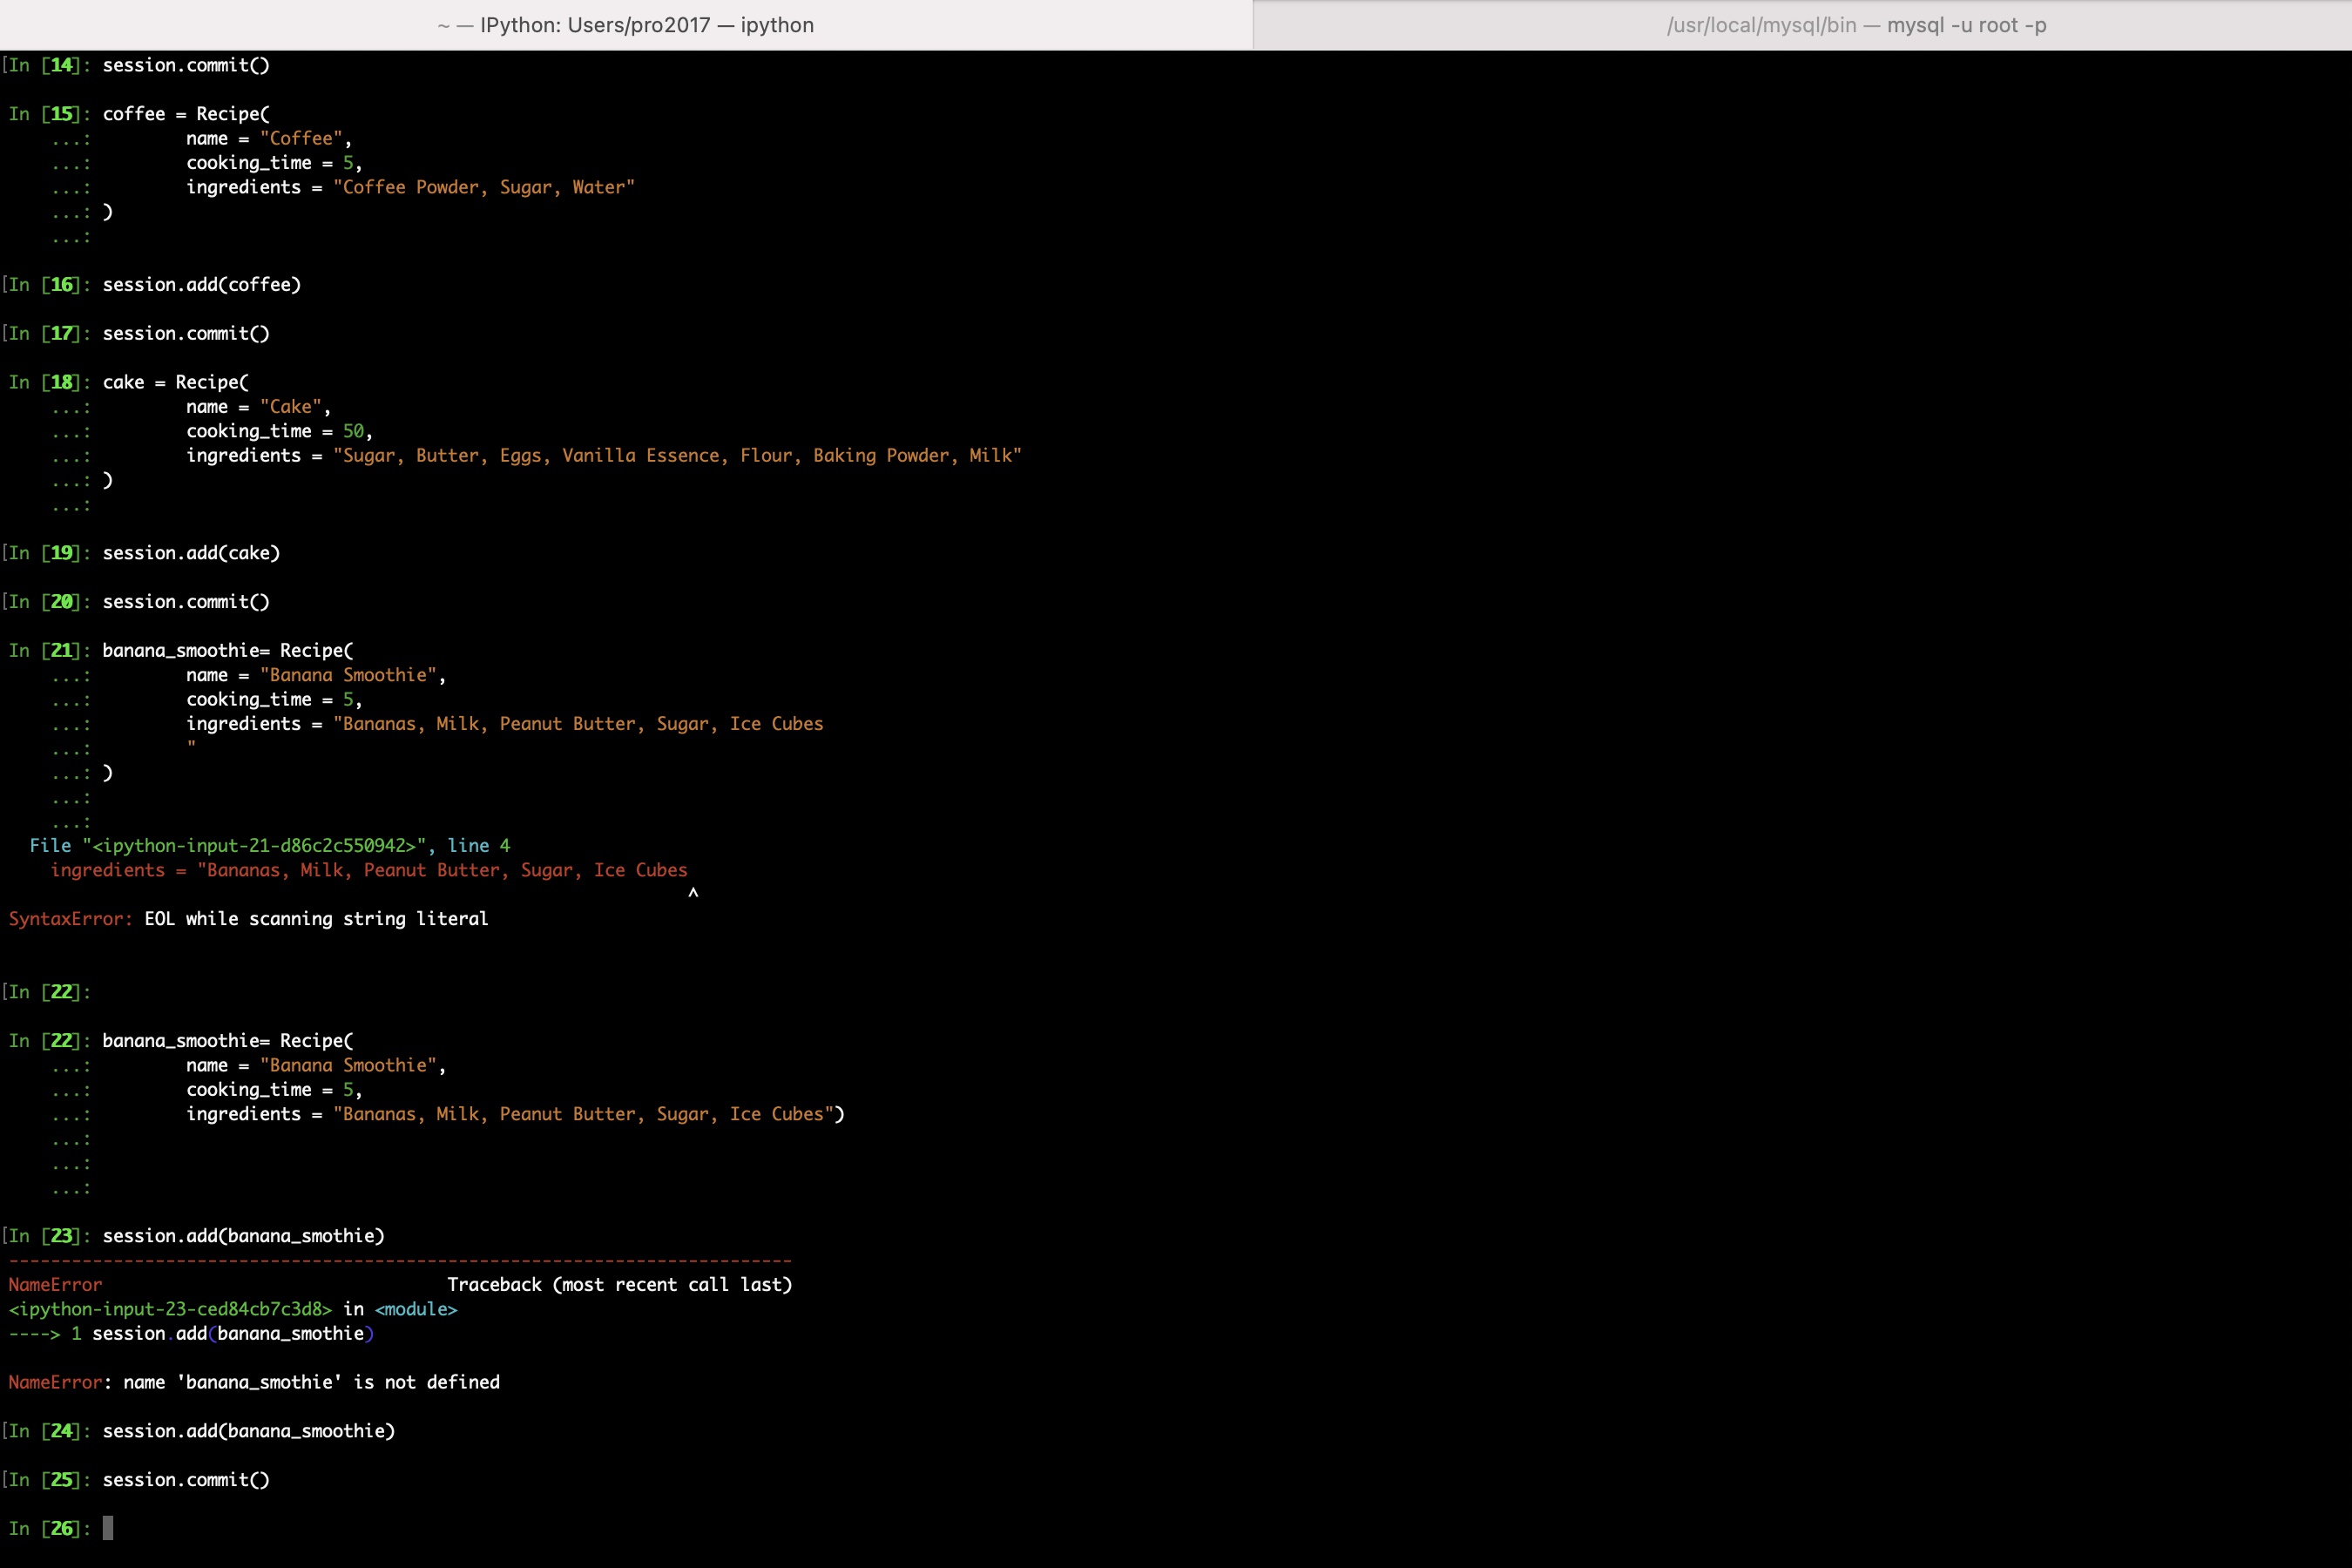 ~ — IPython: Users/pro2017 — ipython
/usr/local/mysql/bin — mysql -u root -p
[In [14]: session.commit()
In [15]: coffee = Recipe(
...: name = "Coffee",
...: cooking_time = 5,
...: ingredients = "Coffee Powder, Sugar, Water"
...: )
...:
[In [16]: session.add(coffee)
[In [17]: session.commit()
In [18]: cake = Recipe(
...: name = "Cake",
...: cooking_time = 50,
...: ingredients = "Sugar, Butter, Eggs, Vanilla Essence, Flour, Baking Powder, Milk"
...: )
...:
[In [19]: session.add(cake)
[In [20]: session.commit()
In [21]: banana_smoothie= Recipe(
...: name = "Banana Smoothie",
...: cooking_time = 5,
...: ingredients = "Bananas, Milk, Peanut Butter, Sugar, Ice Cubes
...: "
...: )
...:
...:
File "<ipython-input-21-d86c2c550942>", line 4
ingredients = "Bananas, Milk, Peanut Butter, Sugar, Ice Cubes
^
SyntaxError: EOL while scanning string literal
[In [22]:
In [22]: banana_smoothie= Recipe(
...: name = "Banana Smoothie",
...: cooking_time = 5,
...: ingredients = "Bananas, Milk, Peanut Butter, Sugar, Ice Cubes")
...:
...:
...:
[In [23]: session.add(banana_smothie)
---------------------------------------------------------------------------
NameError Traceback (most recent call last)
<ipython-input-23-ced84cb7c3d8> in <module>
----> 1 session.add(banana_smothie)
NameError: name 'banana_smothie' is not defined
[In [24]: session.add(banana_smoothie)
[In [25]: session.commit()
In [26]: